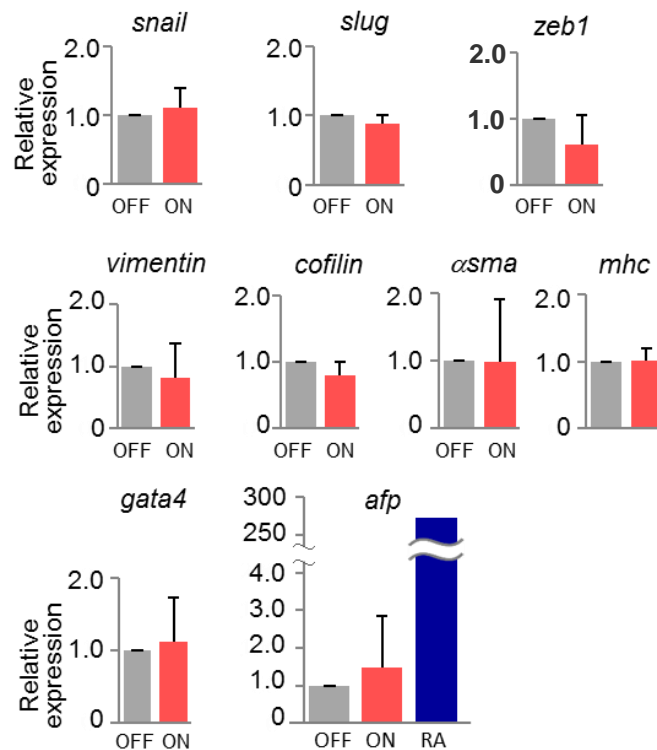 snail slug zeb1
Relative
expression
2.0 2.0 2.0
1.0 1.0 1.0
0 0 0
OFF ON OFF ON OFF ON
vimentin cofilin αsma mhc
Relative
expression
2.0 2.0 2.0 2.0
1.0 1.0 1.0 1.0
0 0 0 0
OFF ON OFF ON OFF ON OFF ON
gata4 afp
Relative
expression
2.0
1.0
0
OFF ON
300
250
4.0
3.0
2.0
1.0
0
OFF ON RA